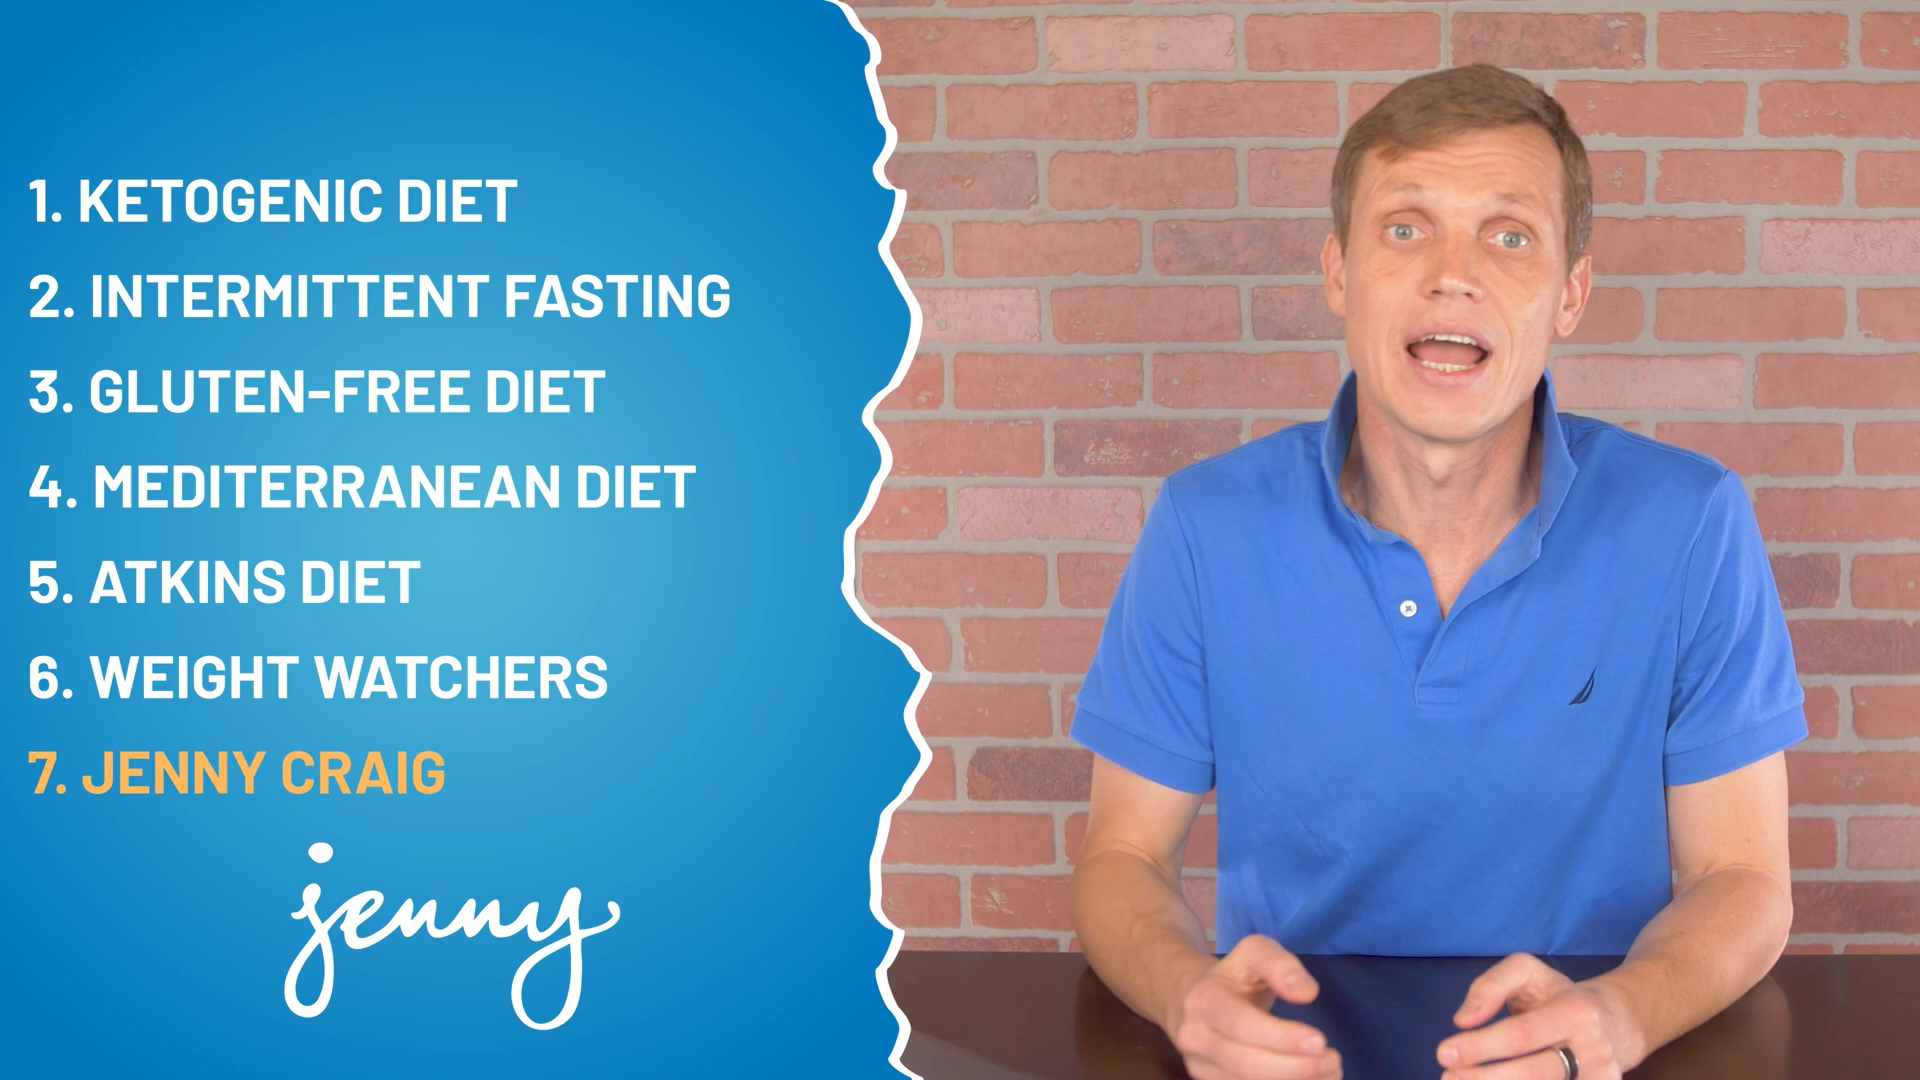 1. KETOGENIC DIET
2. INTERMITTENT FASTING
3. GLUTEN-FREE DIET
4. MEDITERRANEAN DIET
5. ATKINS DIET
6. WEIGHT WATCHERS
7. JENNY CRAIG
jenny